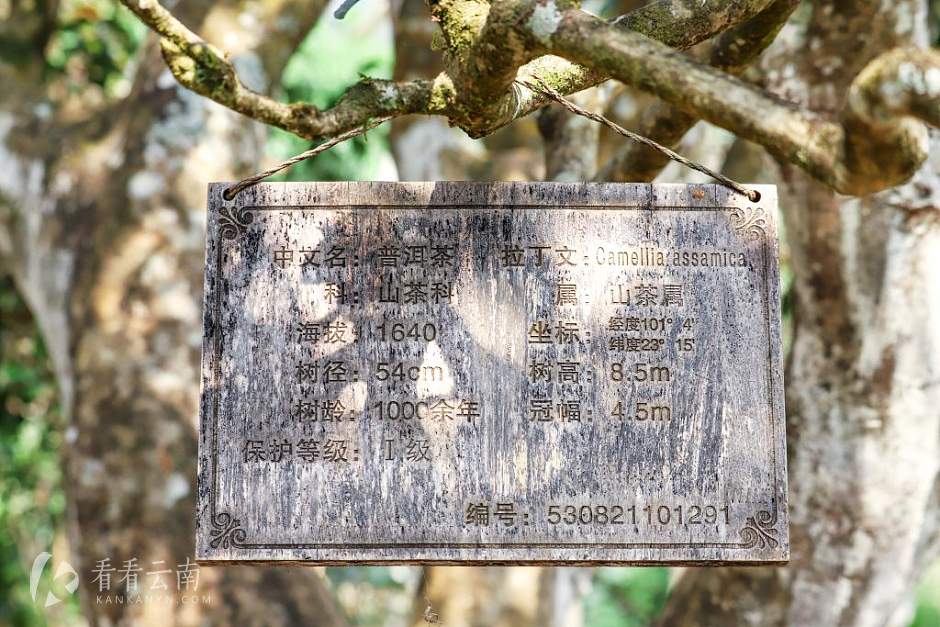 中文名：普洱茶 拉丁文：Camellia assamica
科：山茶科 属：山茶属
海拔：1640 坐标：经度101° 4′
纬度23° 15′
树径：54cm 树高：8.5m
树龄：1000余年 冠幅：4.5m
保护等级：Ⅰ级
编号：530821101291
看看云南
KANKANYN.COM